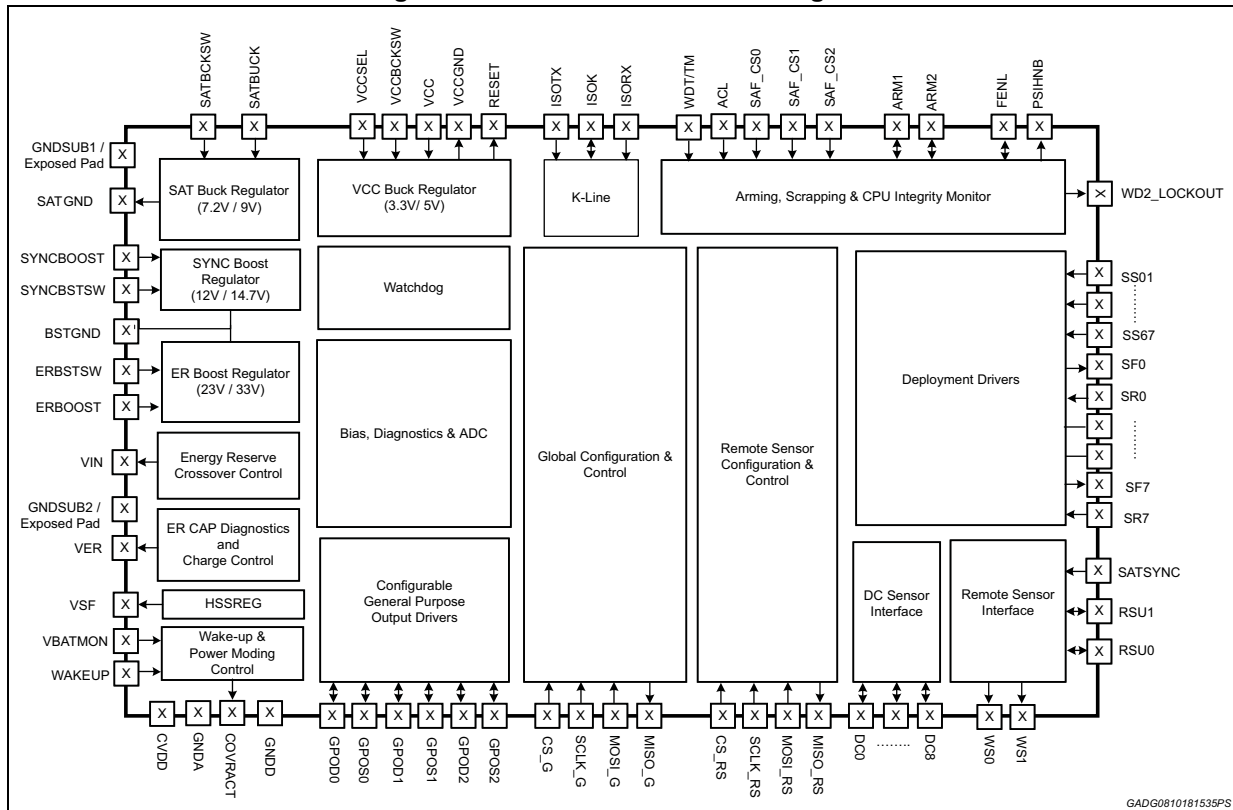 SATBCKSW
SATBUCK
VCCSEL
VCCBCKSW
VCC
VCCGND
RESET
ISOTX
ISOK
ISORX
WDT/TM
ACL
SAF_CS0
SAF_CS1
SAF_CS2
ARM1
ARM2
FENL
PSIHNB
X X X X X X X X X X X X X X X X X X X
GNDSUB1 /
Exposed Pad
X
SATGND
X
SYNCBOOST
X
SYNCBSTSW
X
BSTGND
X
ERBSTSW
X
ERBOOST
X
VIN
X
GNDSUB2 /
Exposed Pad
X
VER
X
VSF
X
VBATMON
X
WAKEUP
X
SAT Buck Regulator
(7.2V / 9V)
SYNC Boost
Regulator
(12V / 14.7V)
ER Boost Regulator
(23V / 33V)
Energy Reserve
Crossover Control
ER CAP Diagnostics
and
Charge Control
HSSREG
Wake-up &
Power Moding
Control
VCC Buck Regulator
(3.3V/ 5V)
Watchdog
Bias, Diagnostics & ADC
Configurable
General Purpose
Output Drivers
K-Line
Global Configuration &
Control
Arming, Scrapping & CPU Integrity Monitor
Remote Sensor
Configuration &
Control
Deployment Drivers
DC Sensor
Interface
Remote Sensor
Interface
X
WD2_LOCKOUT
X
SS01
X
........
X
SS67
X
SF0
X
SR0
X
........
X
X
SF7
X
SR7
X
SATSYNC
X
RSU1
X
RSU0
X X X X X X X X X X X X X X X X X X X X X X X
CVDD
GNDA
COVRACT
GNDD
GPOD0
GPOS0
GPOD1
GPOS1
GPOD2
GPOS2
CS_G
SCLK_G
MOSI_G
MISO_G
CS_RS
SCLK_RS
MOSI_RS
MISO_RS
DC0
........
DC8
WS0
WS1
GADG0810181535PS